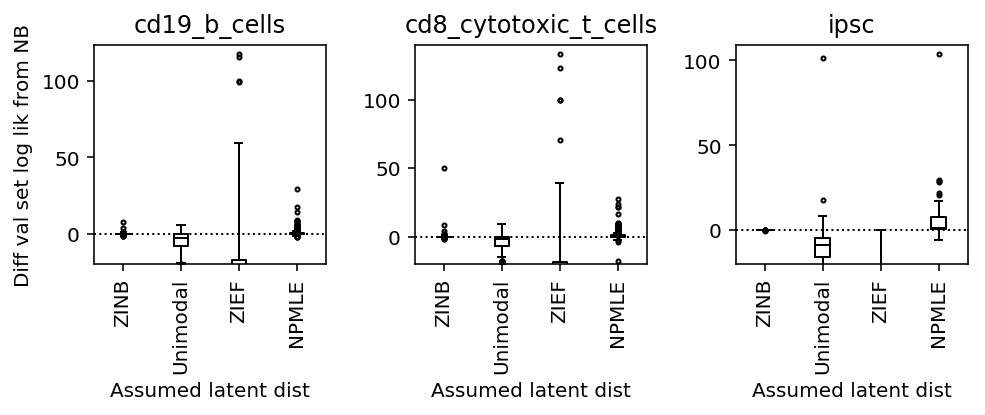 cd19_b_cells cd8_cytotoxic_t_cells ipsc
Diff val set log lik from NB
100
50
0
100
50
0
100
50
0
ZINB
Unimodal
ZIEF
NPMLE
ZINB
Unimodal
ZIEF
NPMLE
ZINB
Unimodal
ZIEF
NPMLE
Assumed latent dist Assumed latent dist Assumed latent dist